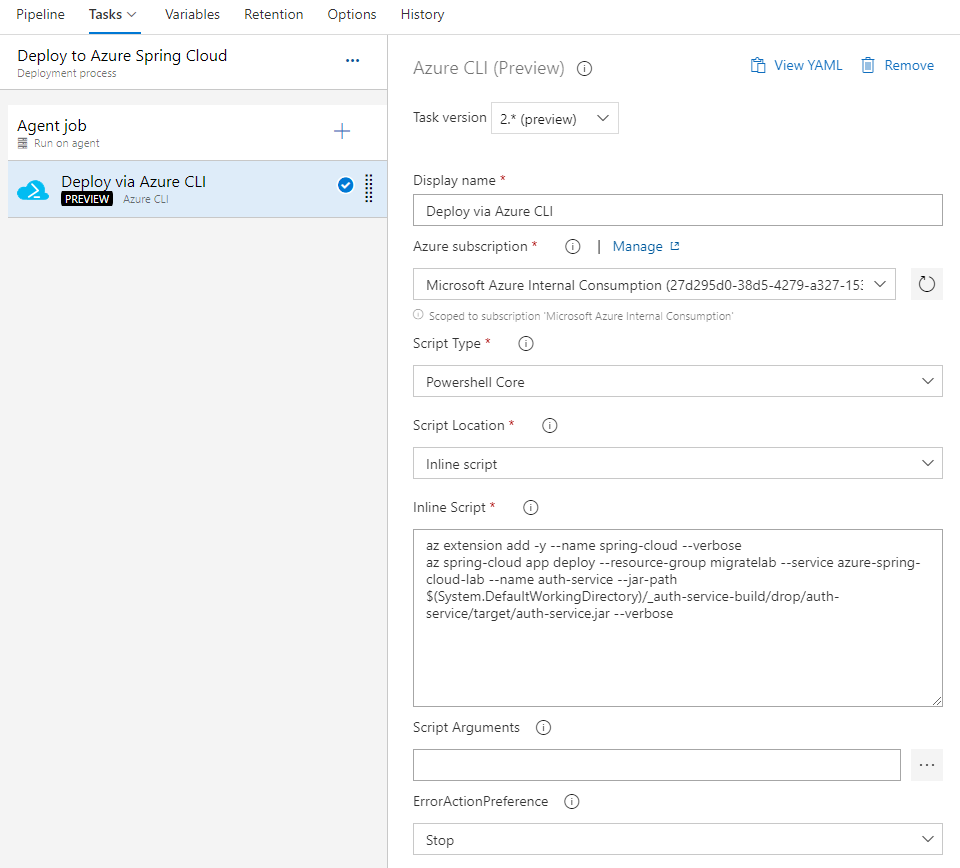 Pipeline Tasks Variables Retention Options History
Deploy to Azure Spring Cloud
Deployment process
Agent job
Run on agent
Deploy via Azure CLI
PREVIEW Azure CLI
Azure CLI (Preview)
View YAML Remove
Task version 2.* (preview)
Display name *
Deploy via Azure CLI
Azure subscription * | Manage
Microsoft Azure Internal Consumption (27d295d0-38d5-4279-a327-153
Scoped to subscription 'Microsoft Azure Internal Consumption'
Script Type *
Powershell Core
Script Location *
Inline script
Inline Script *
az extension add -y --name spring-cloud --verbose
az spring-cloud app deploy --resource-group migratelab --service azure-spring-
cloud-lab --name auth-service --jar-path
$(System.DefaultWorkingDirectory)/_auth-service-build/drop/auth-
service/target/auth-service.jar --verbose
Script Arguments
ErrorActionPreference
Stop